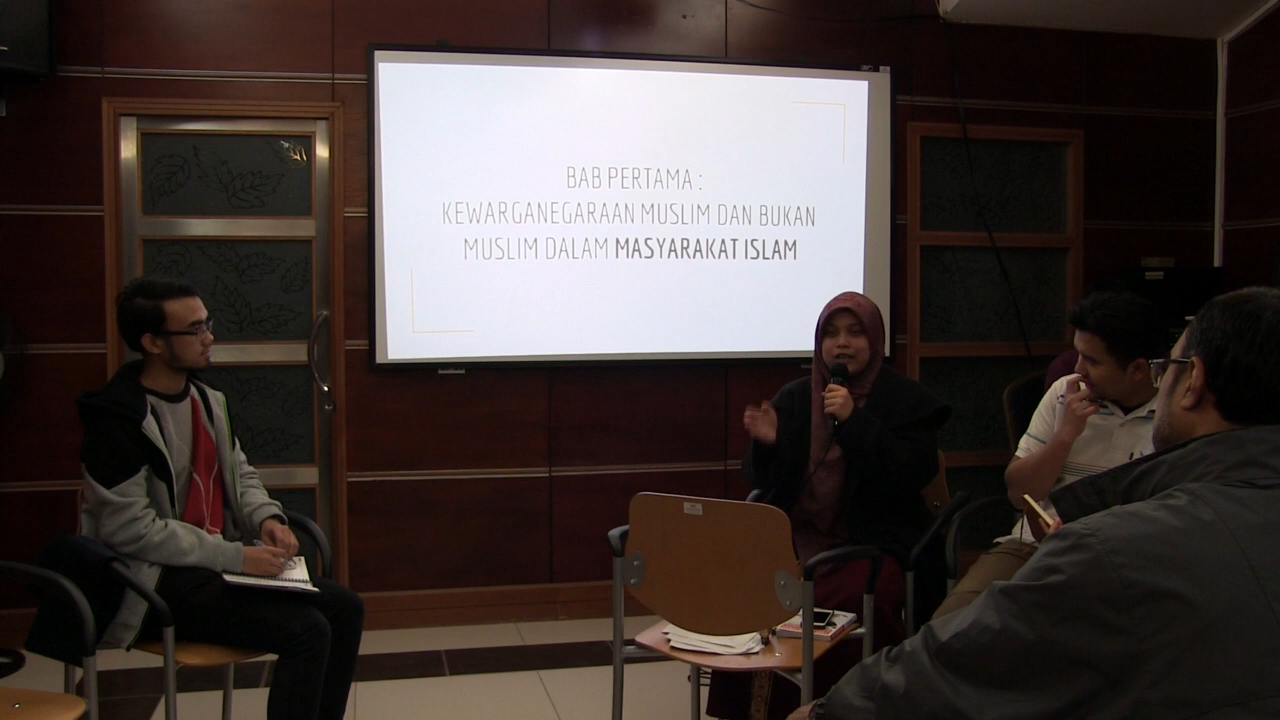 BAB PERTAMA :
KEWARGANEGARAAN MUSLIM DAN BUKAN
MUSLIM DALAM MASYARAKAT ISLAM